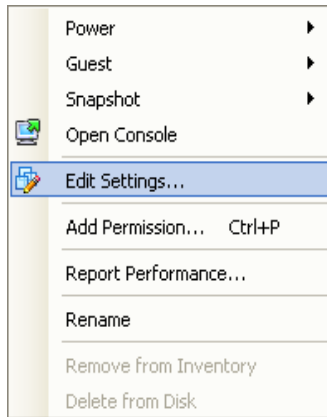 Power
Guest
Snapshot
Open Console
Edit Settings...
Add Permission... Ctrl+P
Report Performance...
Rename
Remove from Inventory
Delete from Disk